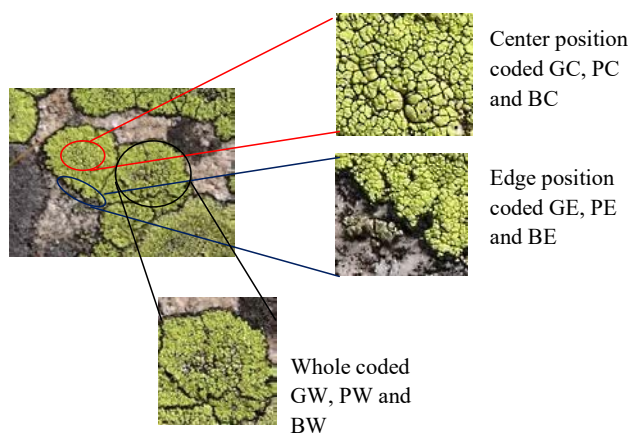 Center position
coded GC, PC
and BC
Edge position
coded GE, PE
and BE
Whole coded
GW, PW and
BW